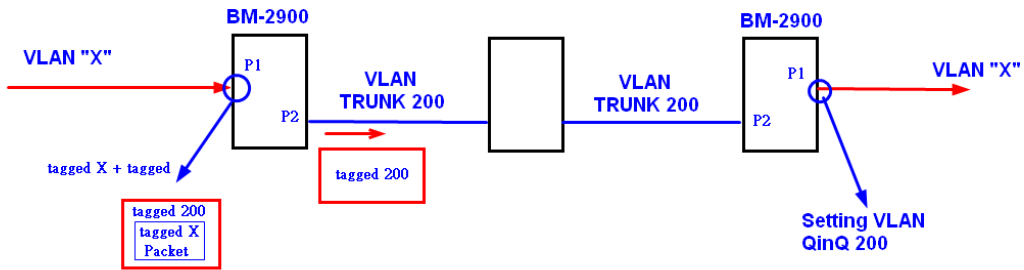 BM-2900
BM-2900
VLAN "X"
P1
VLAN
TRUNK 200
VLAN
TRUNK 200
P1
VLAN "X"
P2
P2
tagged X + tagged
tagged 200
tagged 200
tagged X
Packet
Setting VLAN
QinQ 200